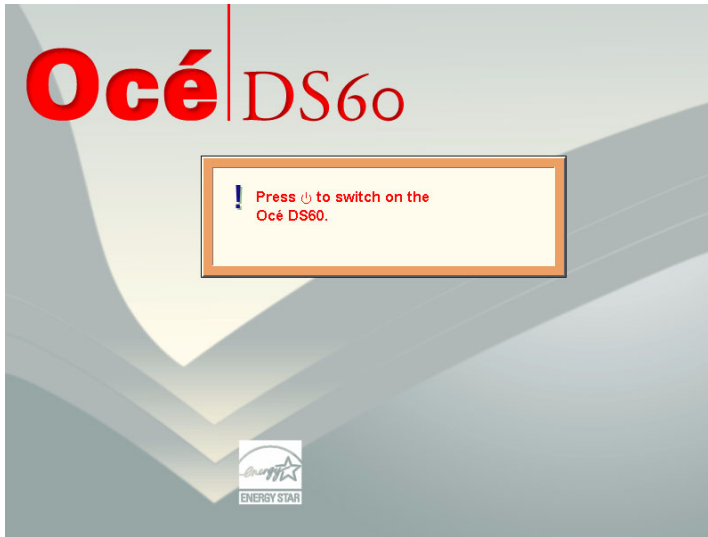 Océ DS60
! Press ⏻ to switch on the
Océ DS60.
energy
ENERGY STAR